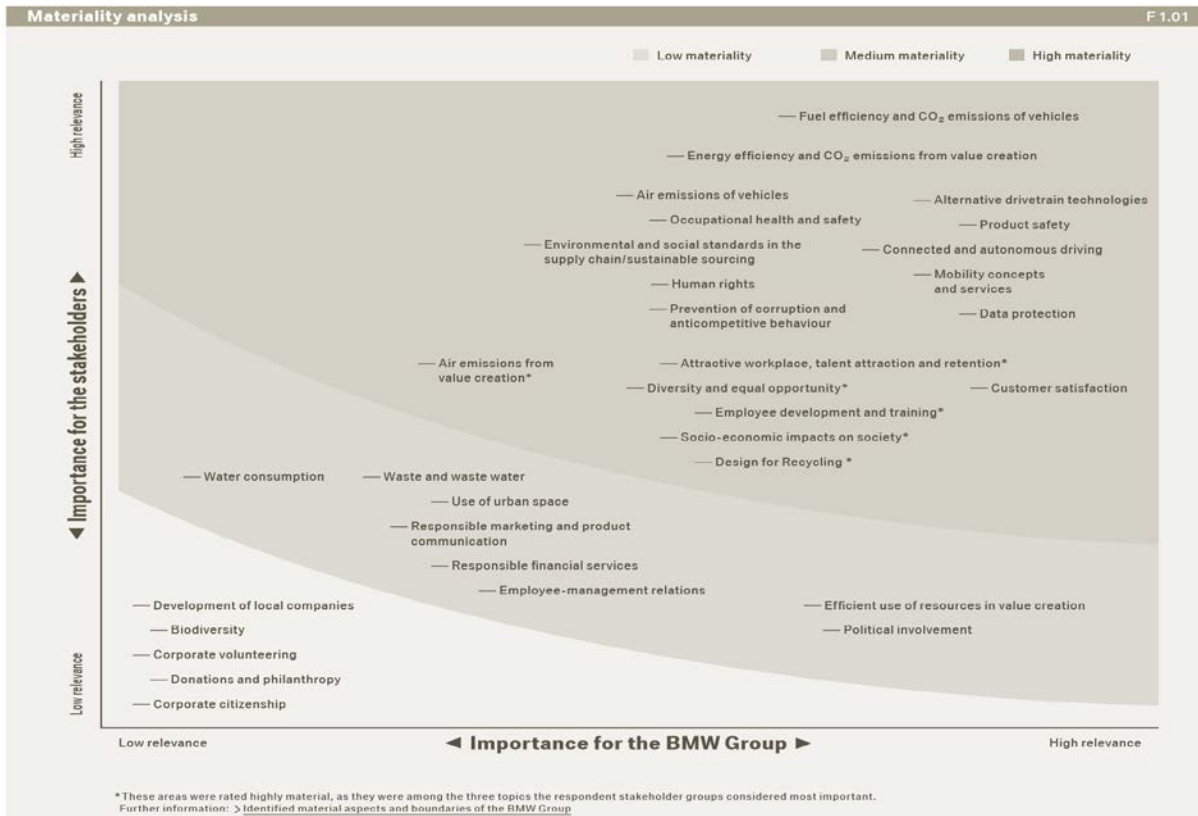 Materiality analysis
F 1.01
Low materiality
Medium materiality
High materiality
High relevance
◄ Importance for the stakeholders ►
Low relevance
Fuel efficiency and CO₂ emissions of vehicles
Energy efficiency and CO₂ emissions from value creation
Air emissions of vehicles
Alternative drivetrain technologies
Occupational health and safety
Product safety
Environmental and social standards in the
supply chain/sustainable sourcing
Connected and autonomous driving
Human rights
Mobility concepts
and services
Prevention of corruption and
anticompetitive behaviour
Data protection
Air emissions from
value creation*
Attractive workplace, talent attraction and retention*
Diversity and equal opportunity*
Customer satisfaction
Employee development and training*
Socio-economic impacts on society*
Design for Recycling *
Water consumption
Waste and waste water
Use of urban space
Responsible marketing and product
communication
Responsible financial services
Employee-management relations
Development of local companies
Efficient use of resources in value creation
Biodiversity
Political involvement
Corporate volunteering
Donations and philanthropy
Corporate citizenship
Low relevance
◄ Importance for the BMW Group ►
High relevance
* These areas were rated highly material, as they were among the three topics the respondent stakeholder groups considered most important.
Further information: > Identified material aspects and boundaries of the BMW Group